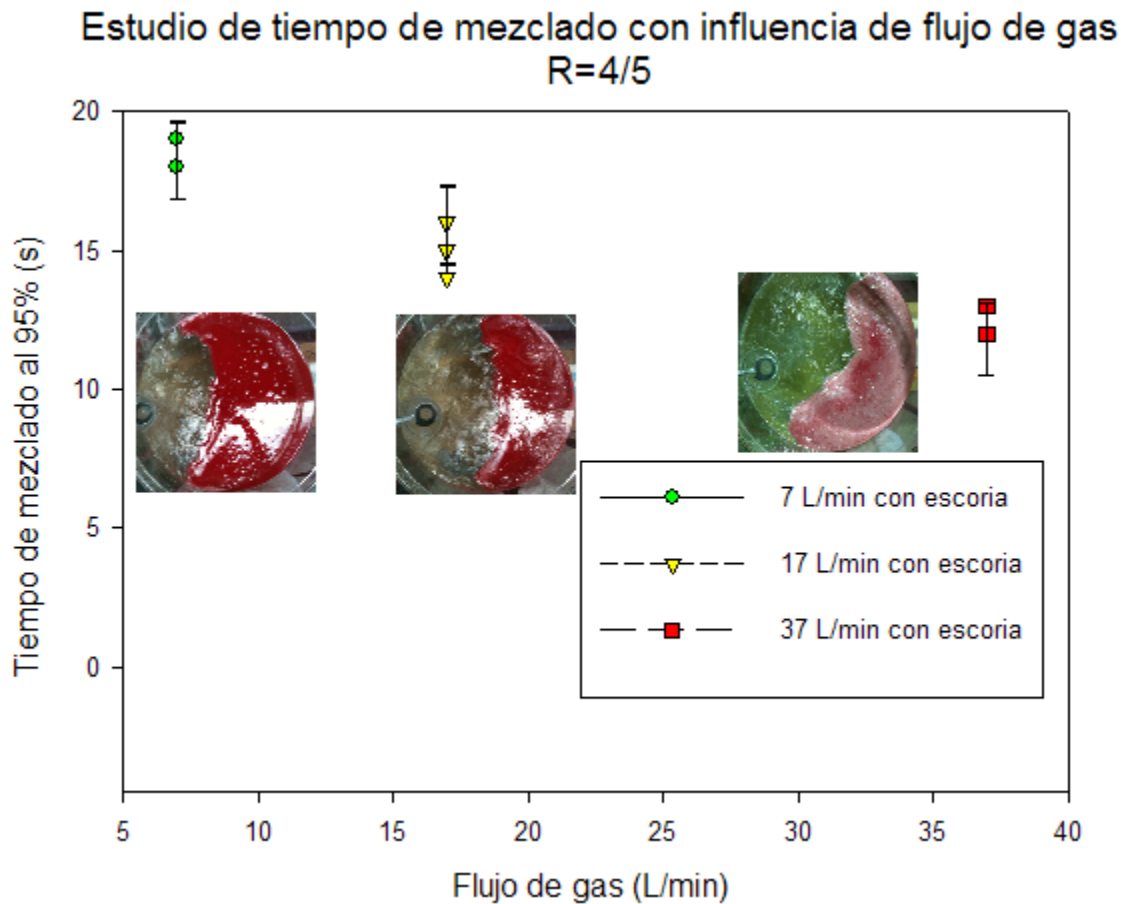 Estudio de tiempo de mezclado con influencia de flujo de gas
R=4/5
Tiempo de mezclado al 95% (s)
20
15
10
5
0
7 L/min con escoria
17 L/min con escoria
37 L/min con escoria
5 10 15 20 25 30 35 40
Flujo de gas (L/min)